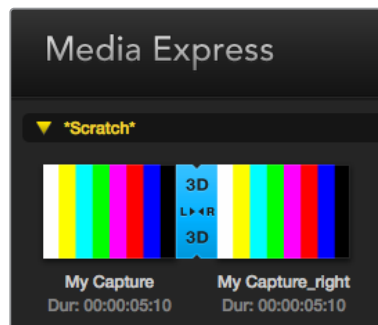 Media Express
*Scratch*
3D
L▶◀R
3D
My Capture My Capture_right
Dur: 00:00:05:10 Dur: 00:00:05:10